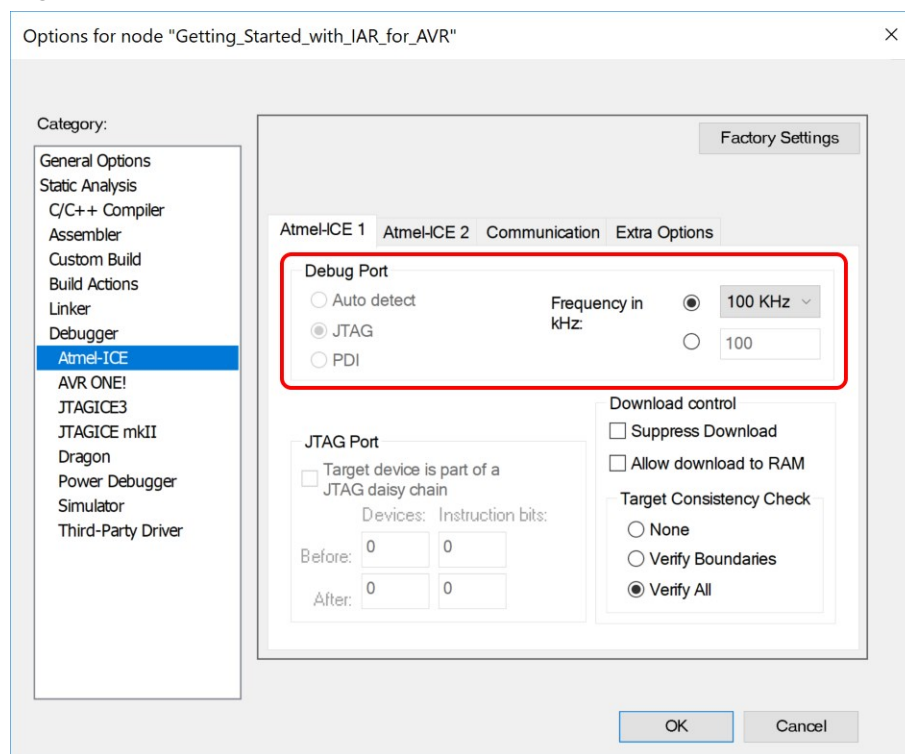 Options for node "Getting_Started_with_IAR_for_AVR"
Category:
General Options
Static Analysis
C/C++ Compiler
Assembler
Custom Build
Build Actions
Linker
Debugger
Atmel-ICE
AVR ONE!
JTAGICE3
JTAGICE mkII
Dragon
Power Debugger
Simulator
Third-Party Driver
Factory Settings
Atmel-ICE 1 Atmel-ICE 2 Communication Extra Options
Debug Port
Auto detect
JTAG
PDI
Frequency in
kHz:
100 KHz
100
JTAG Port
Target device is part of a
JTAG daisy chain
Devices: Instruction bits:
Before: 0 0
After: 0 0
Download control
Suppress Download
Allow download to RAM
Target Consistency Check
None
Verify Boundaries
Verify All
OK Cancel